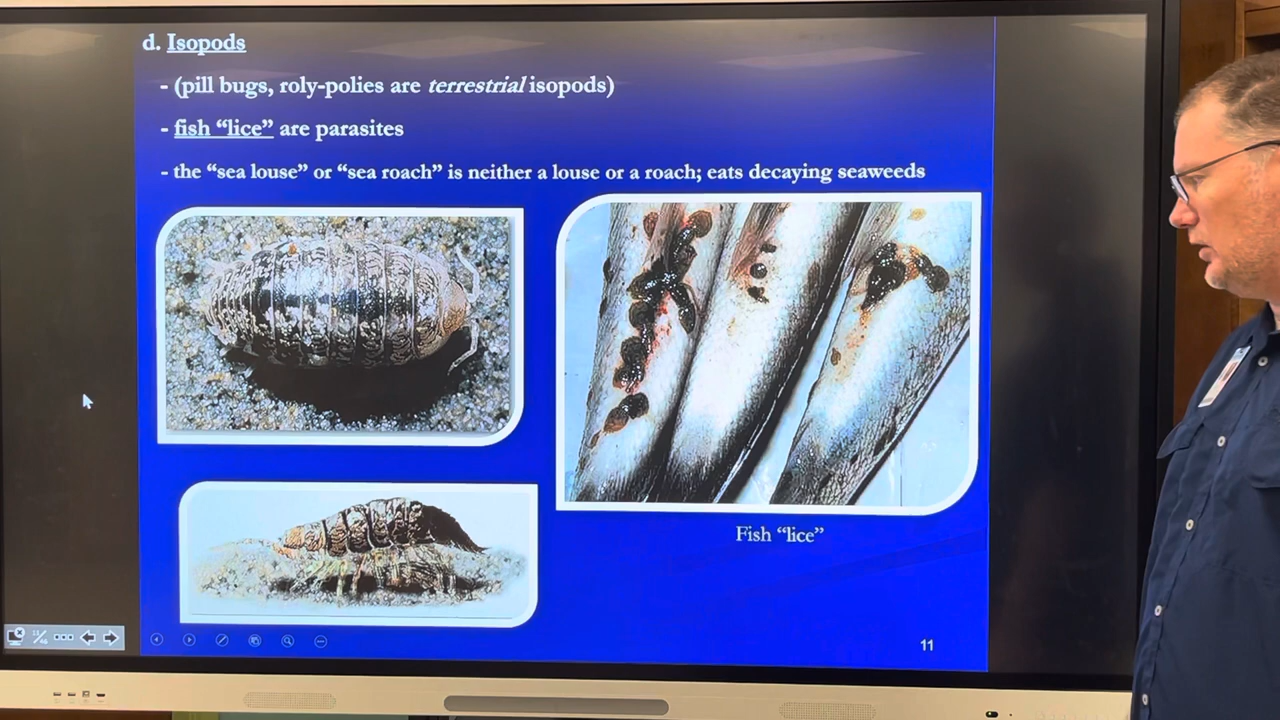 d. Isopods
- (pill bugs, roly-polies are terrestrial isopods)
- fish “lice” are parasites
- the “sea louse” or “sea roach” is neither a louse or a roach; eats decaying seaweeds
Fish “lice”
11